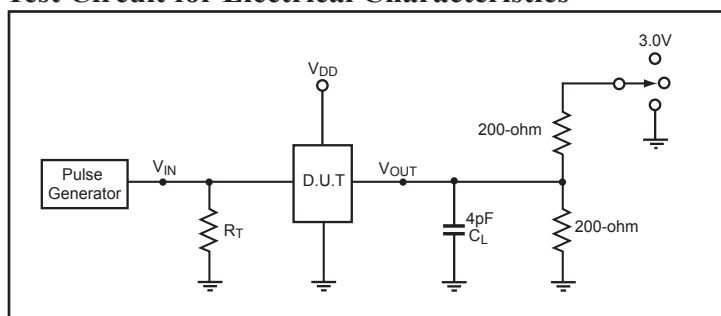 Test Circuit for Electrical Characteristics
3.0V
VDD
200-ohm
Pulse
Generator
VIN
D.U.T
VOUT
4pF
CL
RT
200-ohm